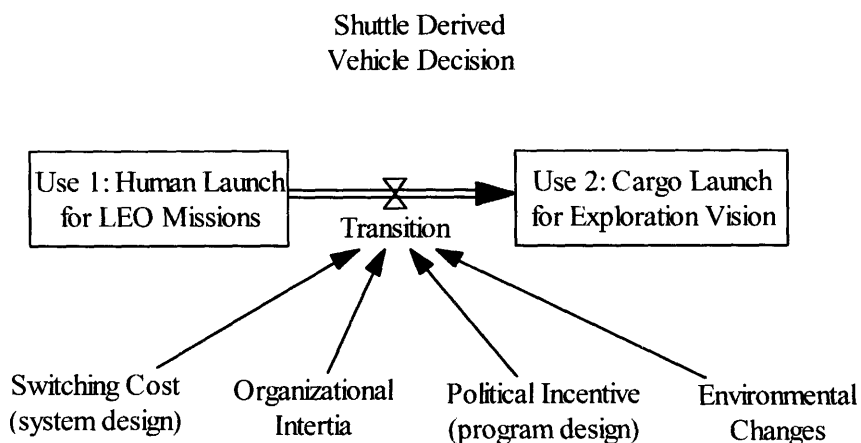 Shuttle Derived
Vehicle Decision
Use 1: Human Launch
for LEO Missions
Use 2: Cargo Launch
for Exploration Vision
Transition
Switching Cost
(system design)
Organizational
Intertia
Political Incentive
(program design)
Environmental
Changes